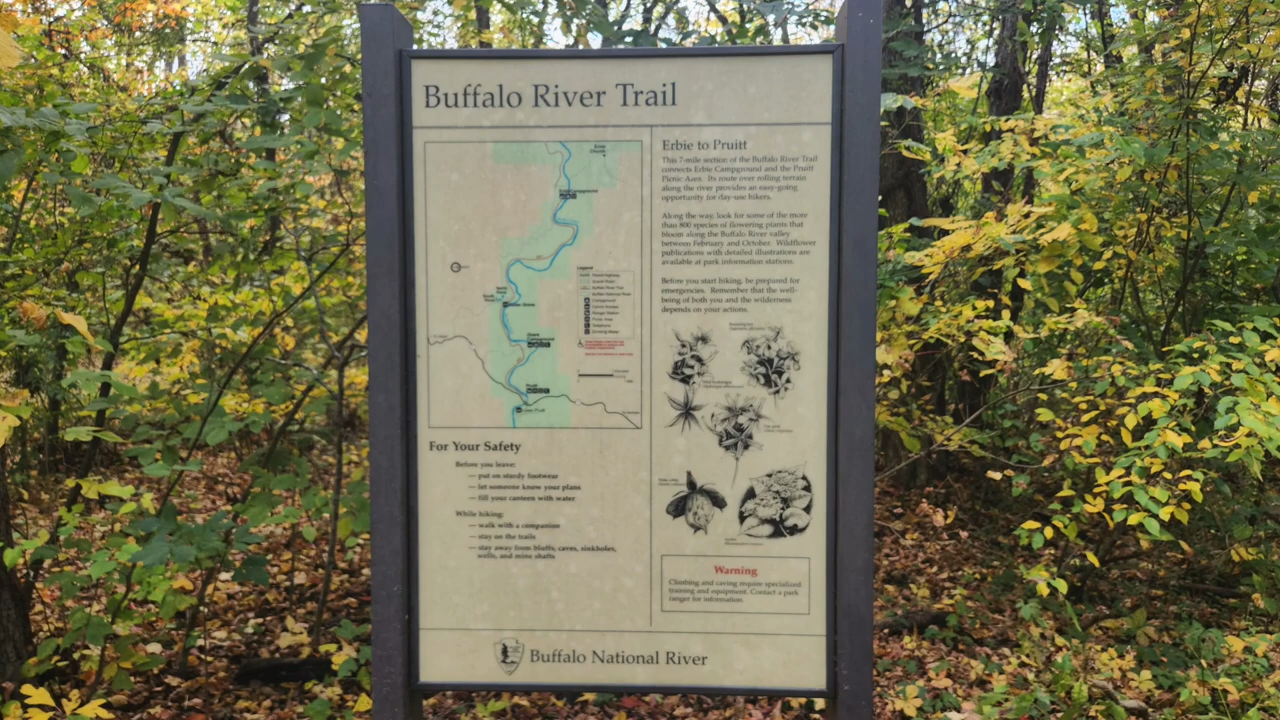 Buffalo River Trail
Erbie
Church
Legend
Ozark
Campground
Pruitt
Lower Pruitt
For Your Safety
Before you leave:
— put on sturdy footwear
— let someone know your plans
— fill your canteen with water
While hiking:
— walk with a companion
— stay on the trails
— stay away from bluffs, caves, sinkholes,
wells, and mine shafts
Erbie to Pruitt
This 7-mile section of the Buffalo River Trail
connects Erbie Campground and the Pruitt
Picnic Area. Its route over rolling terrain
along the river provides an easy-going
opportunity for day-use hikers.
Along the way, look for some of the more
than 800 species of flowering plants that
bloom along the Buffalo River valley
between February and October. Wildflower
publications with detailed illustrations are
available at park information stations.
Before you start hiking, be prepared for
emergencies. Remember that the well-
being of both you and the wilderness
depends on your actions.
Warning
Climbing and caving require specialized
training and equipment. Contact a park
ranger for information.
Buffalo National River